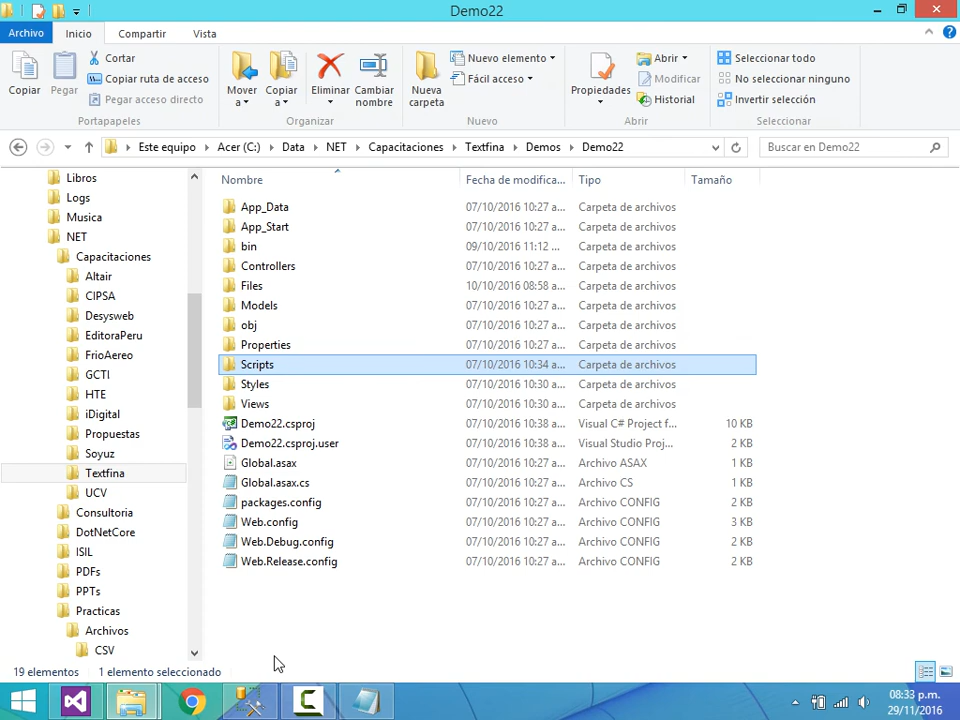 Demo22
Archivo Inicio Compartir Vista
Copiar
Pegar
Cortar
Copiar ruta de acceso
Pegar acceso directo
Portapapeles
Mover a
Copiar a
Eliminar
Cambiar nombre
Organizar
Nueva carpeta
Nuevo elemento
Fácil acceso
Nuevo
Propiedades
Abrir
Modificar
Historial
Abrir
Seleccionar todo
No seleccionar ninguno
Invertir selección
Seleccionar
Este equipo Acer (C:) Data NET Capacitaciones Textfina Demos Demo22
Buscar en Demo22
Libros
Logs
Musica
NET
Capacitaciones
Altair
CIPSA
Desysweb
EditoraPeru
FrioAereo
GCTI
HTE
iDigital
Propuestas
Soyuz
Textfina
UCV
Consultoria
DotNetCore
ISIL
PDFs
PPTs
Practicas
Archivos
CSV
Nombre Fecha de modifica... Tipo Tamaño
App_Data 07/10/2016 10:27 a... Carpeta de archivos
App_Start 07/10/2016 10:27 a... Carpeta de archivos
bin 09/10/2016 11:12 ... Carpeta de archivos
Controllers 07/10/2016 10:27 a... Carpeta de archivos
Files 10/10/2016 08:58 a... Carpeta de archivos
Models 07/10/2016 10:27 a... Carpeta de archivos
obj 07/10/2016 10:27 a... Carpeta de archivos
Properties 07/10/2016 10:27 a... Carpeta de archivos
Scripts 07/10/2016 10:34 a... Carpeta de archivos
Styles 07/10/2016 10:30 a... Carpeta de archivos
Views 07/10/2016 10:30 a... Carpeta de archivos
Demo22.csproj 07/10/2016 10:38 a... Visual C# Project f... 10 KB
Demo22.csproj.user 07/10/2016 10:38 a... Visual Studio Proj... 2 KB
Global.asax 07/10/2016 10:27 a... Archivo ASAX 1 KB
Global.asax.cs 07/10/2016 10:27 a... Archivo CS 1 KB
packages.config 07/10/2016 10:27 a... Archivo CONFIG 2 KB
Web.config 07/10/2016 10:27 a... Archivo CONFIG 3 KB
Web.Debug.config 07/10/2016 10:27 a... Archivo CONFIG 2 KB
Web.Release.config 07/10/2016 10:27 a... Archivo CONFIG 2 KB
19 elementos 1 elemento seleccionado
08:33 p.m.
29/11/2016